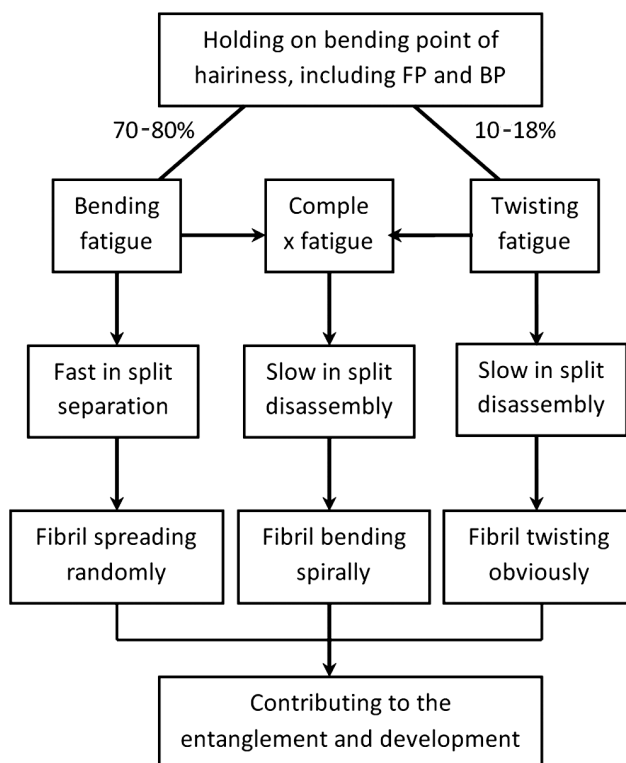 Holding on bending point of
hairiness, including FP and BP
70-80%
10-18%
Bending
fatigue
Comple
x fatigue
Twisting
fatigue
Fast in split
separation
Slow in split
disassembly
Slow in split
disassembly
Fibril spreading
randomly
Fibril bending
spirally
Fibril twisting
obviously
Contributing to the
entanglement and development